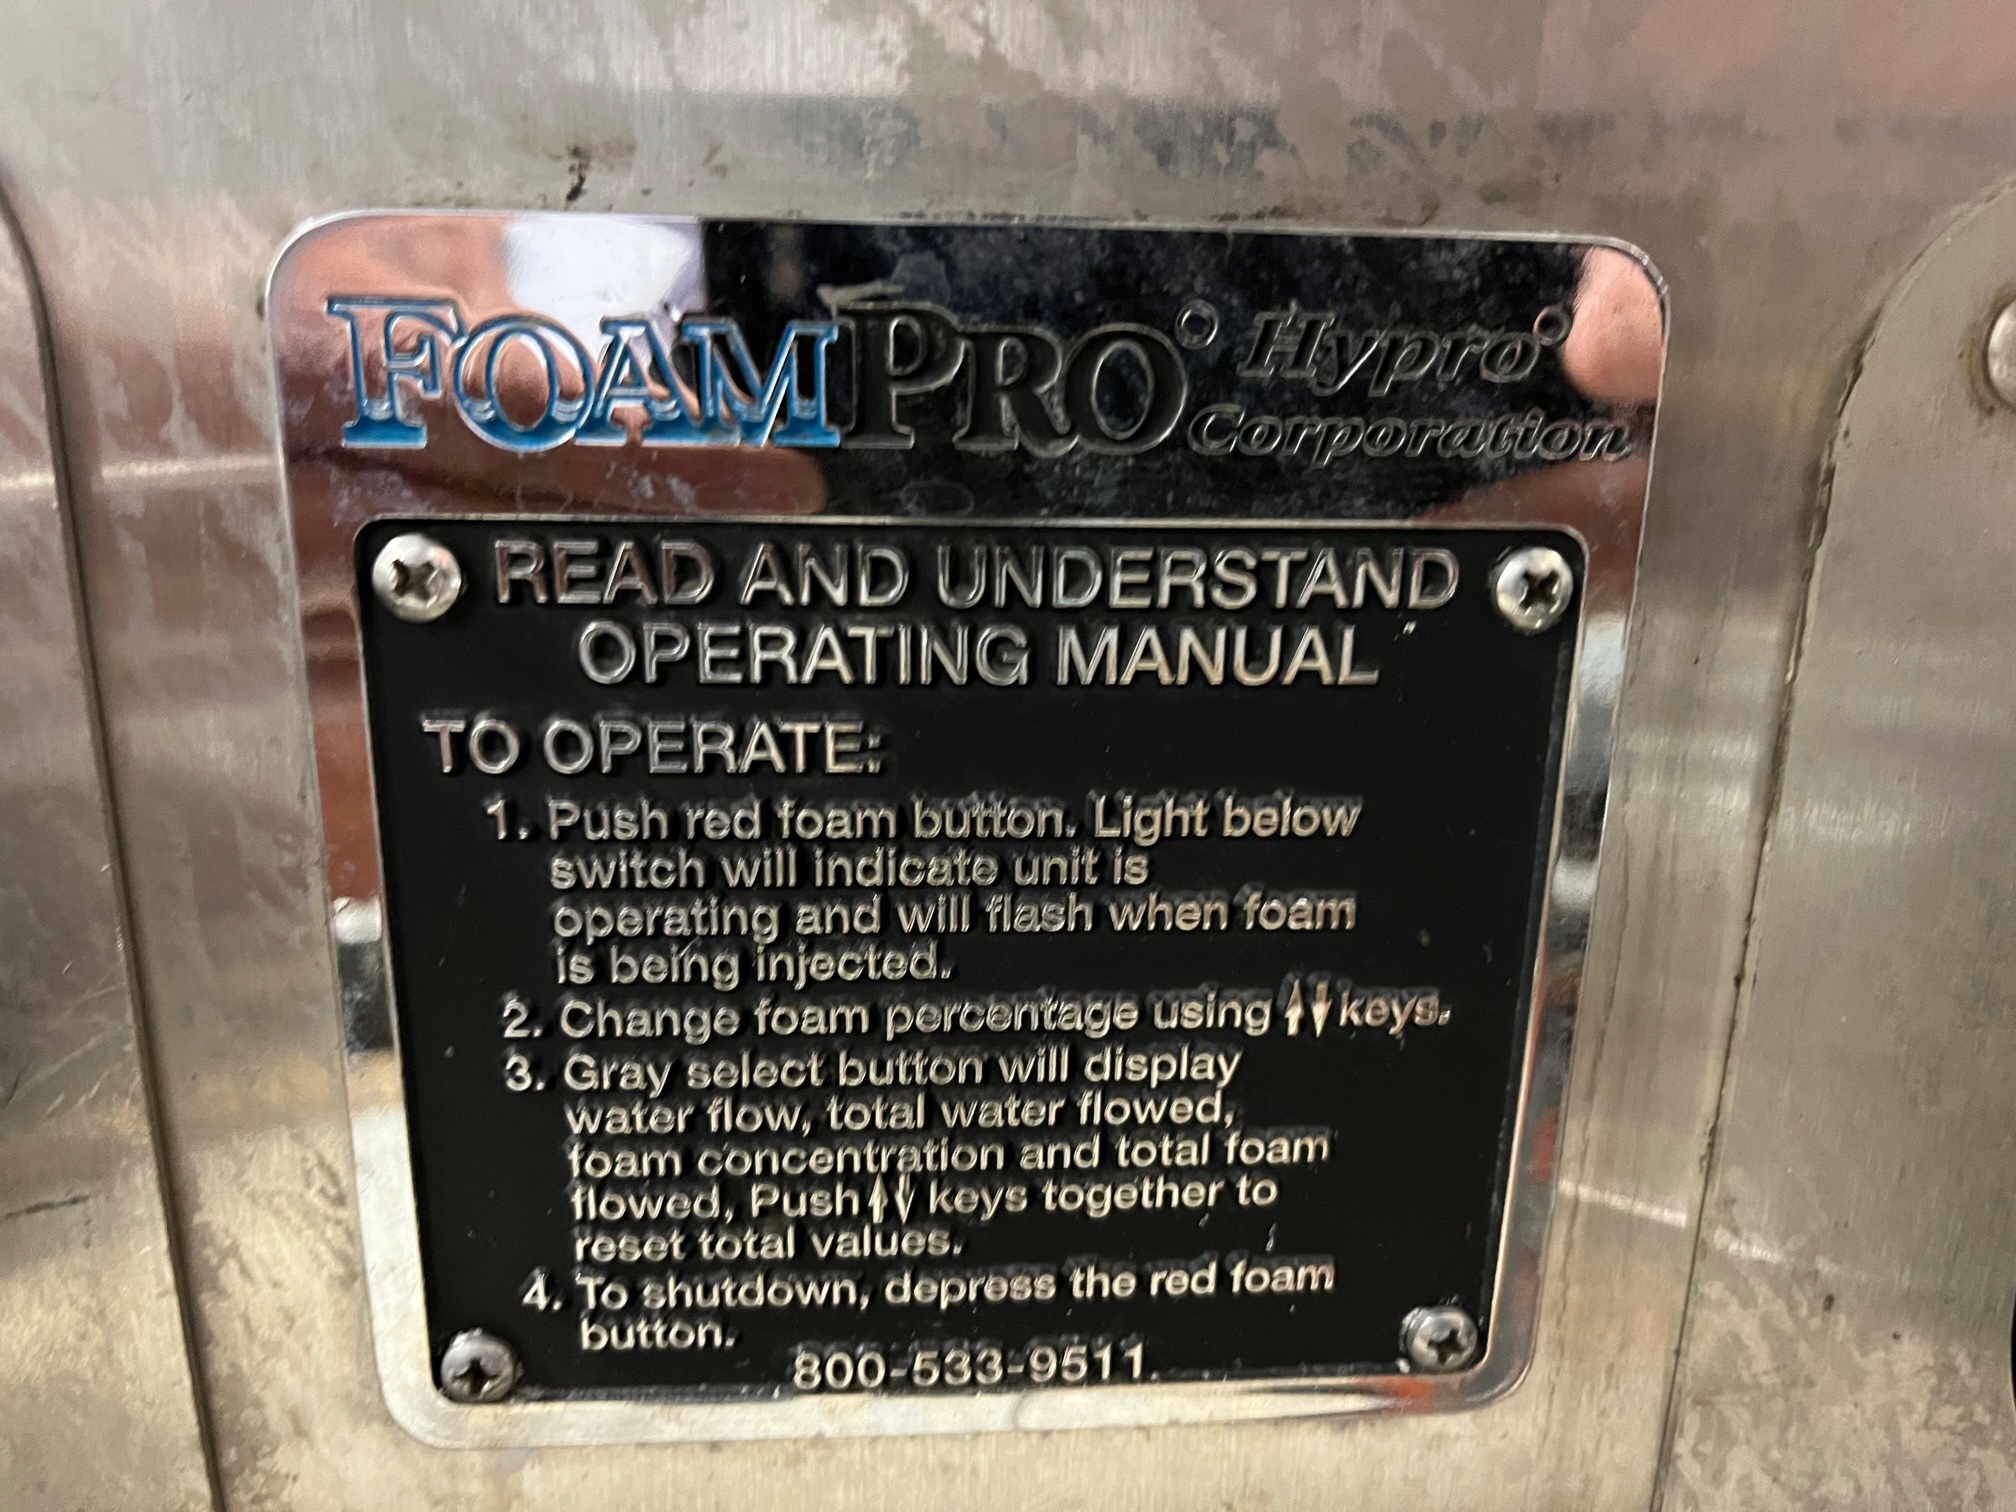 FOAMPRO® Hypro®
Corporation
READ AND UNDERSTAND
OPERATING MANUAL
TO OPERATE:
1. Push red foam button. Light below
switch will indicate unit is
operating and will flash when foam
is being injected.
2. Change foam percentage using ↑↓ keys.
3. Gray select button will display
water flow, total water flowed,
foam concentration and total foam
flowed, Push ↑↓ keys together to
reset total values.
4. To shutdown, depress the red foam
button.
800-533-9511